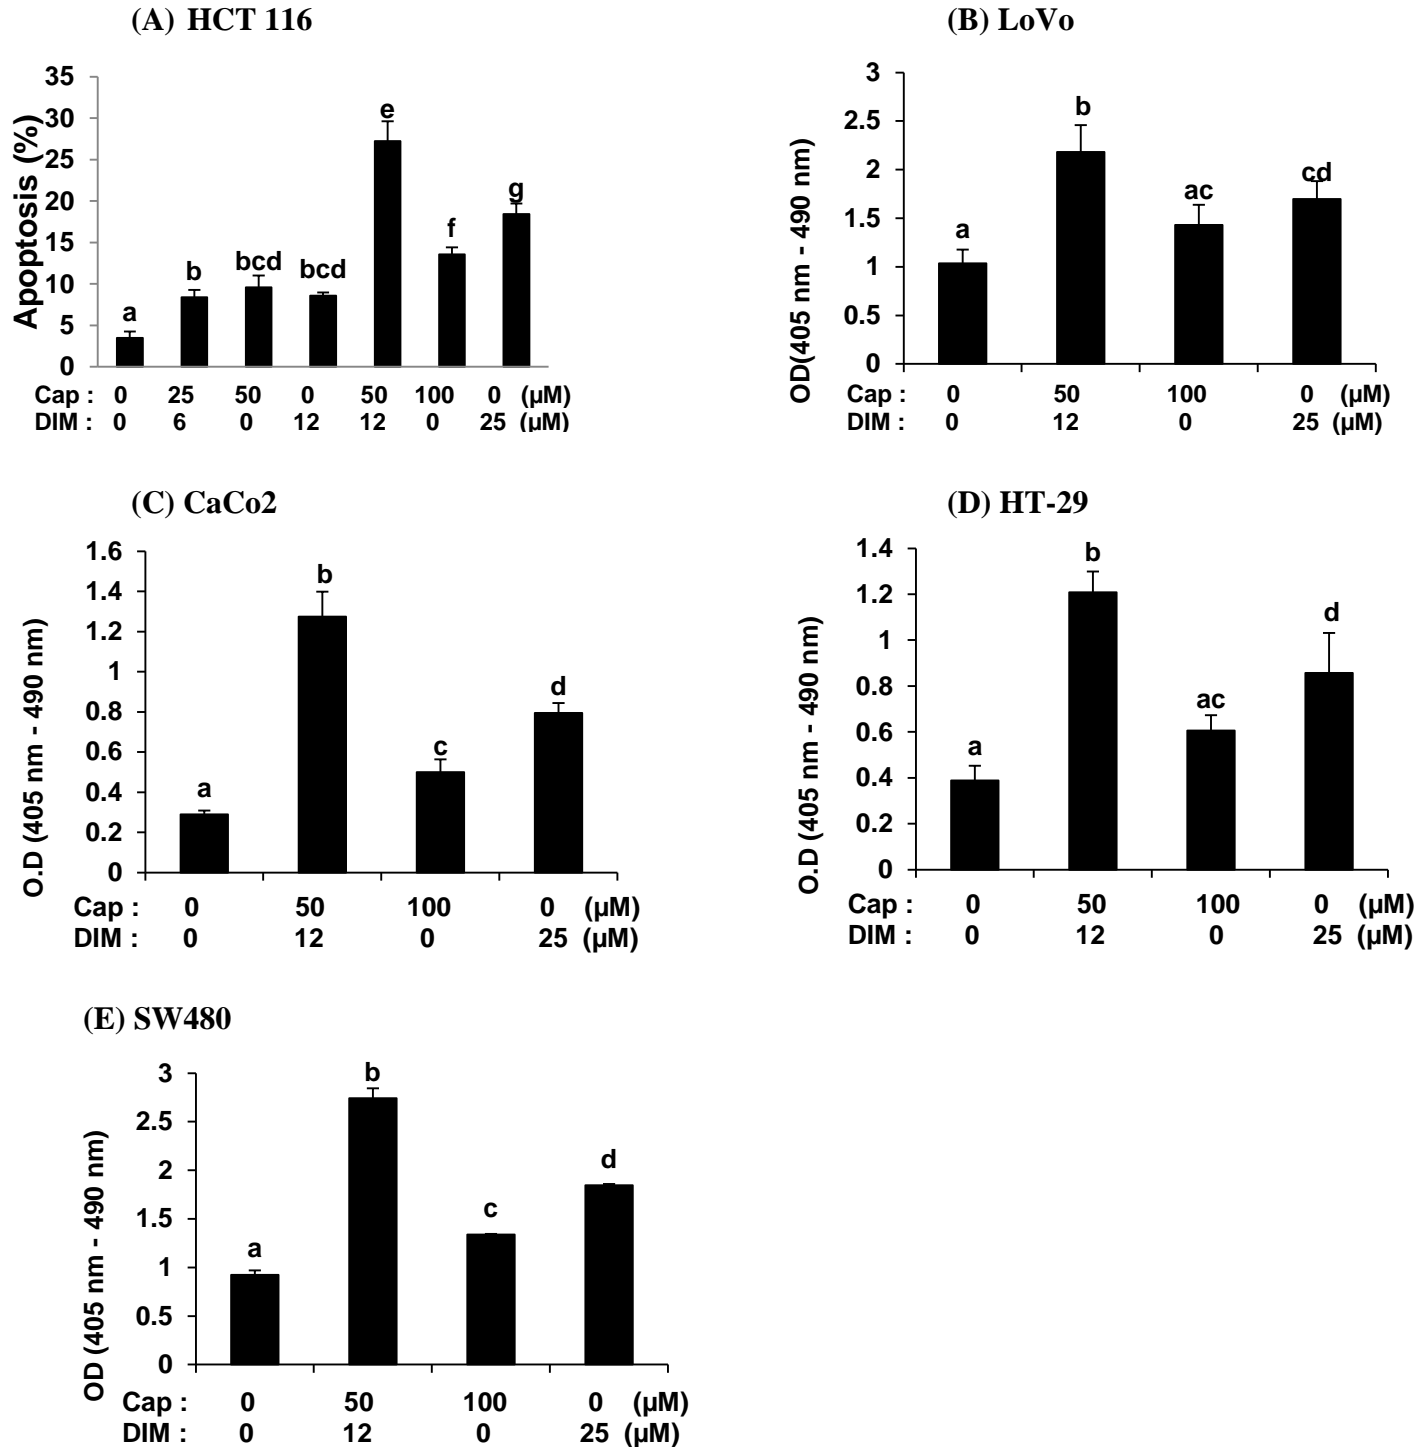 (A) HCT 116
Apoptosis (%)
35
30
25
20
15
10
5
0
a
b
bcd
bcd
e
f
g
Cap : 0 25 50 0 50 100 0 (µM)
DIM : 0 6 0 12 12 0 25 (µM)
(B) LoVo
OD(405 nm - 490 nm)
3
2.5
2
1.5
1
0.5
0
a
b
ac
cd
Cap : 0 50 100 0 (µM)
DIM : 0 12 0 25 (µM)
(C) CaCo2
O.D (405 nm - 490 nm)
1.6
1.4
1.2
1
0.8
0.6
0.4
0.2
0
a
b
c
d
Cap : 0 50 100 0 (µM)
DIM : 0 12 0 25 (µM)
(D) HT-29
O.D (405 nm - 490 nm)
1.4
1.2
1
0.8
0.6
0.4
0.2
0
a
b
ac
d
Cap : 0 50 100 0 (µM)
DIM : 0 12 0 25 (µM)
(E) SW480
OD (405 nm - 490 nm)
3
2.5
2
1.5
1
0.5
0
a
b
c
d
Cap : 0 50 100 0 (µM)
DIM : 0 12 0 25 (µM)